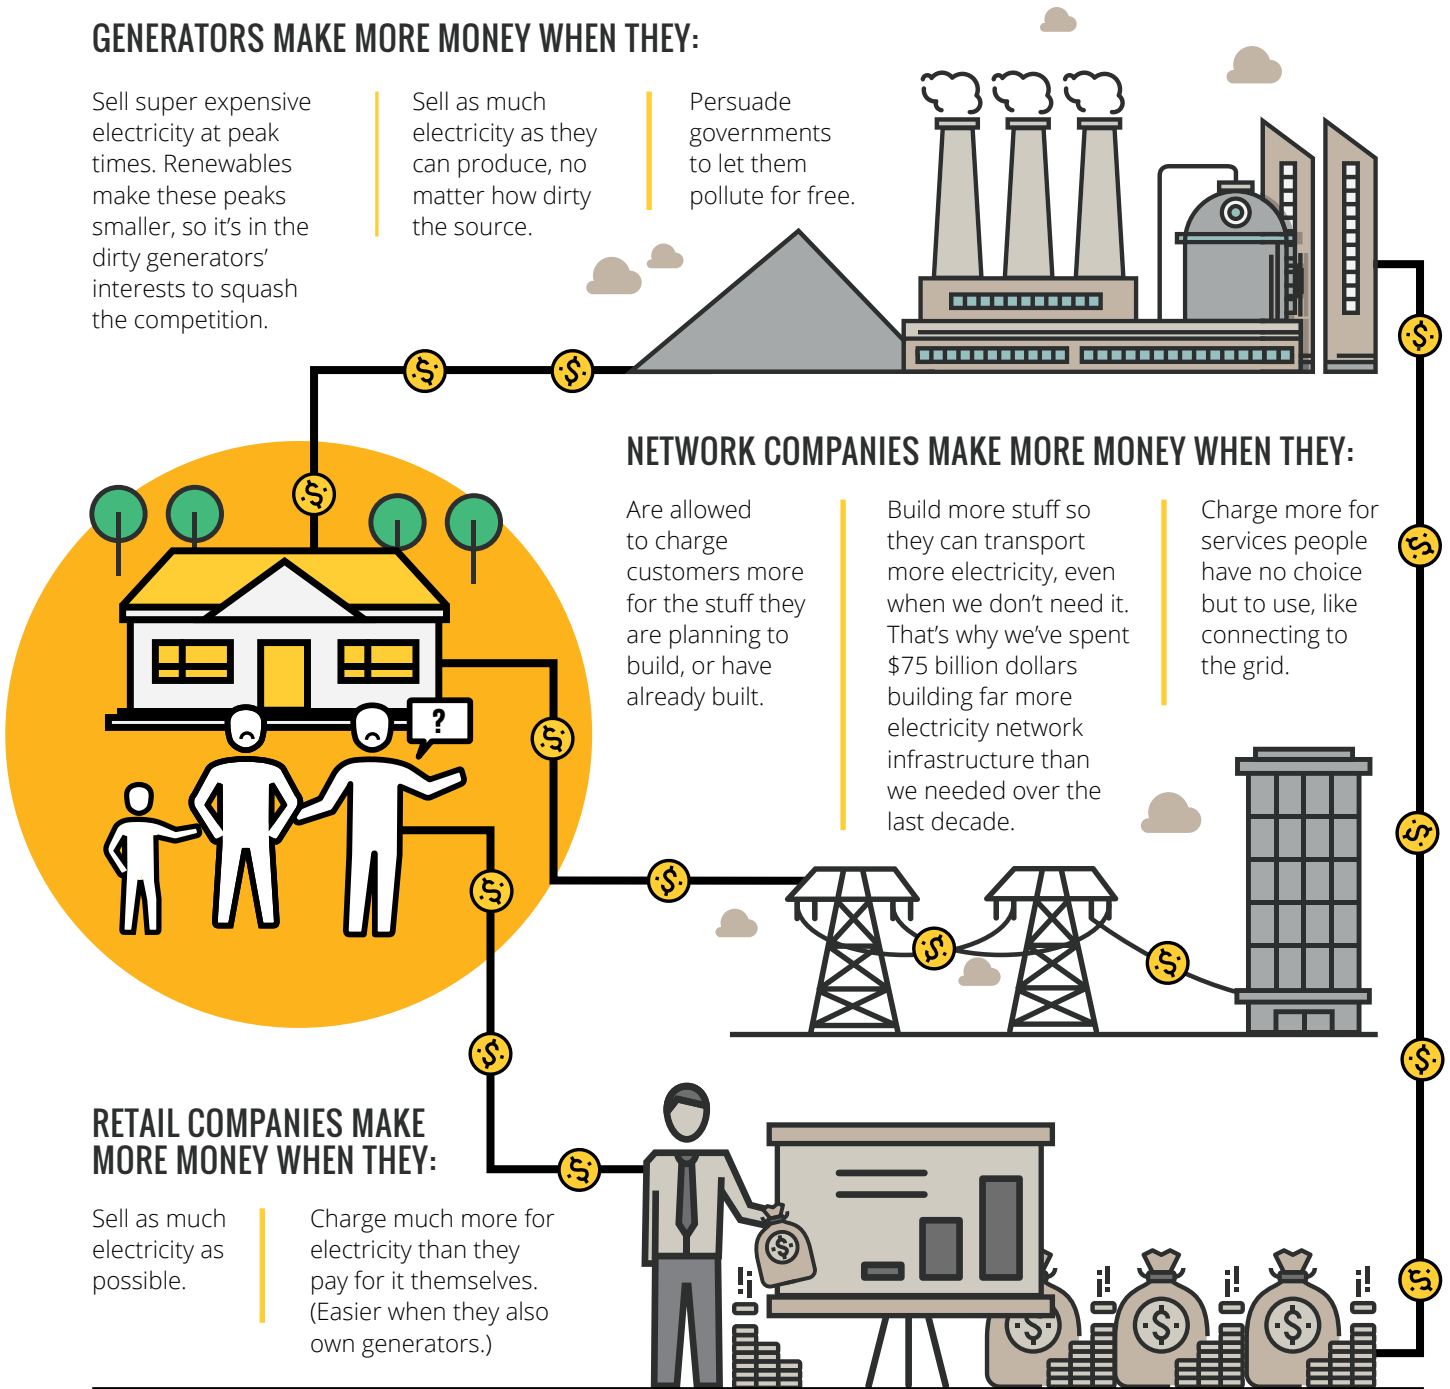 GENERATORS MAKE MORE MONEY WHEN THEY:
Sell super expensive
electricity at peak
times. Renewables
make these peaks
smaller, so it’s in the
dirty generators’
interests to squash
the competition.
Sell as much
electricity as they
can produce, no
matter how dirty
the source.
Persuade
governments
to let them
pollute for free.
NETWORK COMPANIES MAKE MORE MONEY WHEN THEY:
Are allowed
to charge
customers more
for the stuff they
are planning to
build, or have
already built.
Build more stuff so
they can transport
more electricity, even
when we don’t need it.
That’s why we’ve spent
$75 billion dollars
building far more
electricity network
infrastructure than
we needed over the
last decade.
Charge more for
services people
have no choice
but to use, like
connecting to
the grid.
?
RETAIL COMPANIES MAKE
MORE MONEY WHEN THEY:
Sell as much
electricity as
possible.
Charge much more for
electricity than they
pay for it themselves.
(Easier when they also
own generators.)